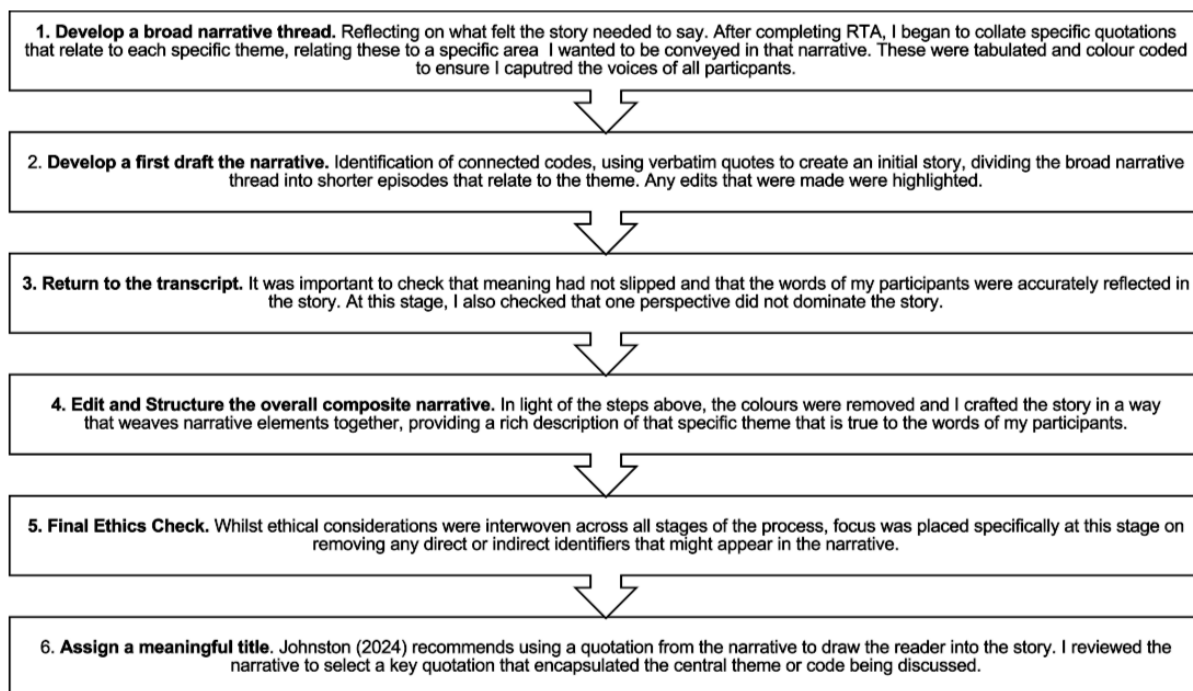 1. Develop a broad narrative thread. Reflecting on what felt the story needed to say. After completing RTA, I began to collate specific quotations
that relate to each specific theme, relating these to a specific area I wanted to be conveyed in that narrative. These were tabulated and colour coded
to ensure I caputred the voices of all particpants.
2. Develop a first draft the narrative. Identification of connected codes, using verbatim quotes to create an initial story, dividing the broad narrative
thread into shorter episodes that relate to the theme. Any edits that were made were highlighted.
3. Return to the transcript. It was important to check that meaning had not slipped and that the words of my participants were accurately reflected in
the story. At this stage, I also checked that one perspective did not dominate the story.
4. Edit and Structure the overall composite narrative. In light of the steps above, the colours were removed and I crafted the story in a way
that weaves narrative elements together, providing a rich description of that specific theme that is true to the words of my participants.
5. Final Ethics Check. Whilst ethical considerations were interwoven across all stages of the process, focus was placed specifically at this stage on
removing any direct or indirect identifiers that might appear in the narrative.
6. Assign a meaningful title. Johnston (2024) recommends using a quotation from the narrative to draw the reader into the story. I reviewed the
narrative to select a key quotation that encapsulated the central theme or code being discussed.